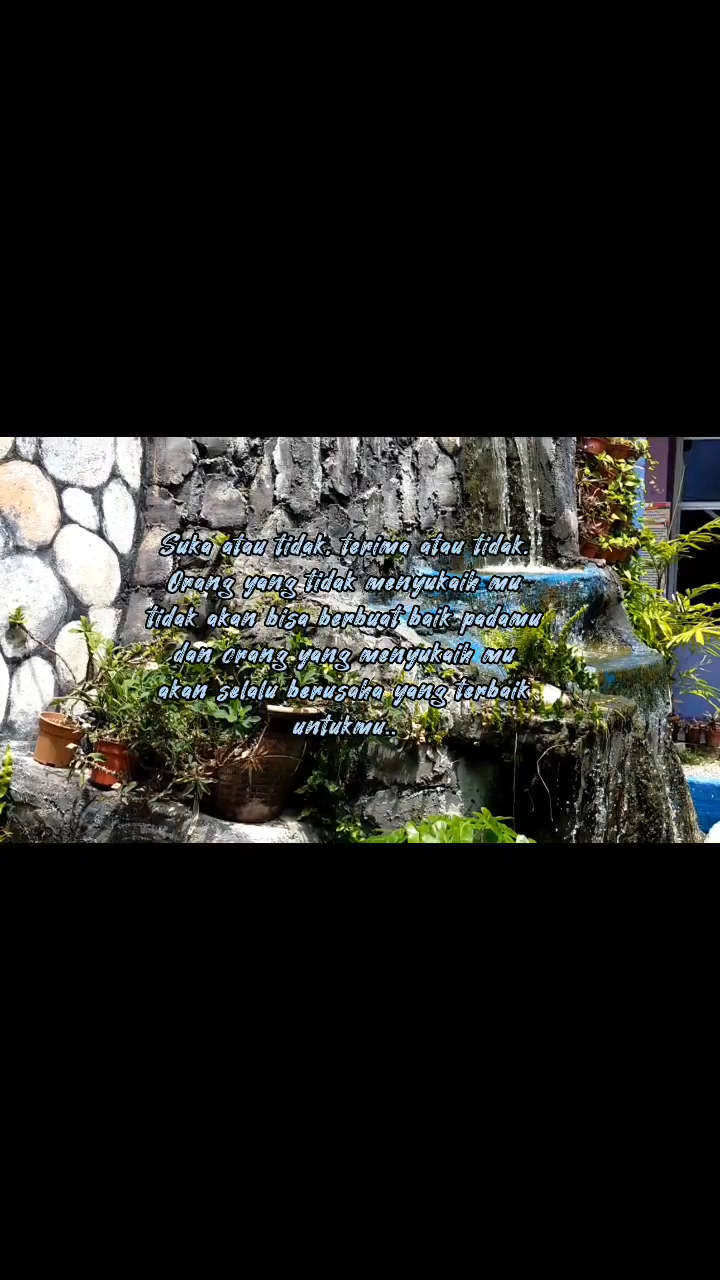 Suka atau tidak, terima atau tidak.
Orang yang tidak menyukaih mu
tidak akan bisa berbuat baik padamu
dan orang yang menyukaih mu
akan selalu berusaha yang terbaik
untukmu..